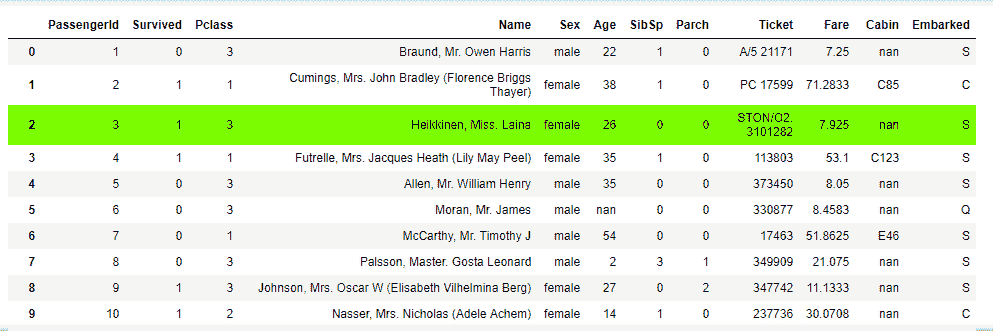 PassengerId Survived Pclass Name Sex Age SibSp Parch Ticket Fare Cabin Embarked
0 1 0 3 Braund, Mr. Owen Harris male 22 1 0 A/5 21171 7.25 nan S
1 2 1 1 Cumings, Mrs. John Bradley (Florence Briggs Thayer) female 38 1 0 PC 17599 71.2833 C85 C
2 3 1 3 Heikkinen, Miss. Laina female 26 0 0 STON/O2. 3101282 7.925 nan S
3 4 1 1 Futrelle, Mrs. Jacques Heath (Lily May Peel) female 35 1 0 113803 53.1 C123 S
4 5 0 3 Allen, Mr. William Henry male 35 0 0 373450 8.05 nan S
5 6 0 3 Moran, Mr. James male nan 0 0 330877 8.4583 nan Q
6 7 0 1 McCarthy, Mr. Timothy J male 54 0 0 17463 51.8625 E46 S
7 8 0 3 Palsson, Master. Gosta Leonard male 2 3 1 349909 21.075 nan S
8 9 1 3 Johnson, Mrs. Oscar W (Elisabeth Vilhelmina Berg) female 27 0 2 347742 11.1333 nan S
9 10 1 2 Nasser, Mrs. Nicholas (Adele Achem) female 14 1 0 237736 30.0708 nan C